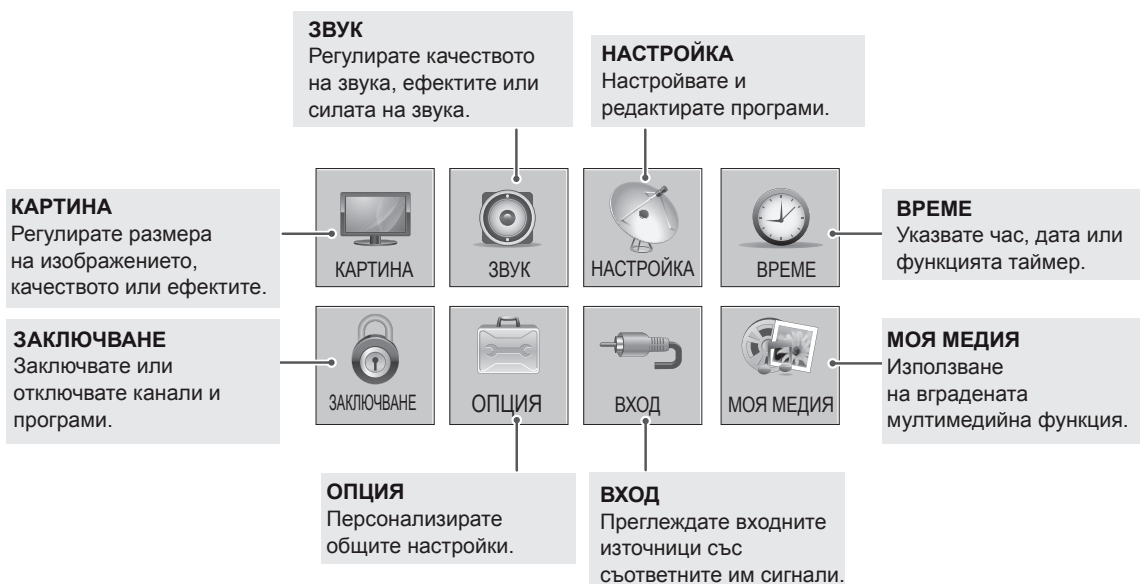 ЗВУК
Регулирате качеството
на звука, ефектите или
силата на звука.
НАСТРОЙКА
Настройвате и
редактирате програми.
КАРТИНА
Регулирате размера
на изображението,
качеството или ефектите.
КАРТИНА
ЗВУК
НАСТРОЙКА
ВРЕМЕ
ВРЕМЕ
Указвате час, дата или
функцията таймер.
ЗАКЛЮЧВАНЕ
Заключвате или
отключвате канали и
програми.
ЗАКЛЮЧВАНЕ
ОПЦИЯ
ВХОД
МОЯ МЕДИЯ
МОЯ МЕДИЯ
Използване
на вградената
мултимедийна функция.
ОПЦИЯ
Персонализирате
общите настройки.
ВХОД
Преглеждате входните
източници със
съответните им сигнали.